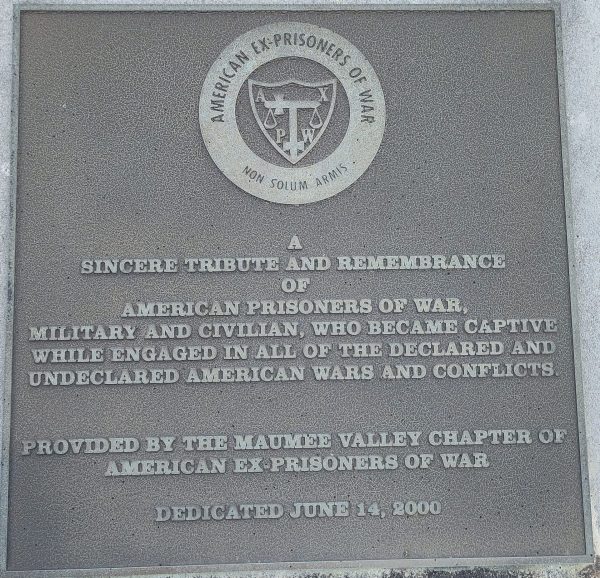 AMERICAN EX-PRISONERS OF WAR
A X
P W
NON SOLUM ARMIS
A
SINCERE TRIBUTE AND REMEMBRANCE
OF
AMERICAN PRISONERS OF WAR,
MILITARY AND CIVILIAN, WHO BECAME CAPTIVE
WHILE ENGAGED IN ALL OF THE DECLARED AND
UNDECLARED AMERICAN WARS AND CONFLICTS.
PROVIDED BY THE MAUMEE VALLEY CHAPTER OF
AMERICAN EX-PRISONERS OF WAR
DEDICATED JUNE 14, 2000